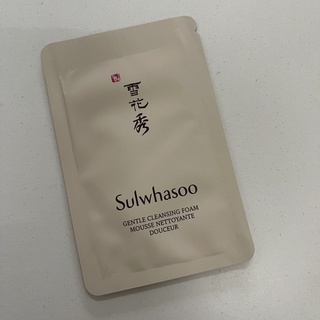 雪花秀
Sulwhasoo
GENTLE CLEANSING FOAM
MOUSSE NETTOYANTE
DOUCEUR